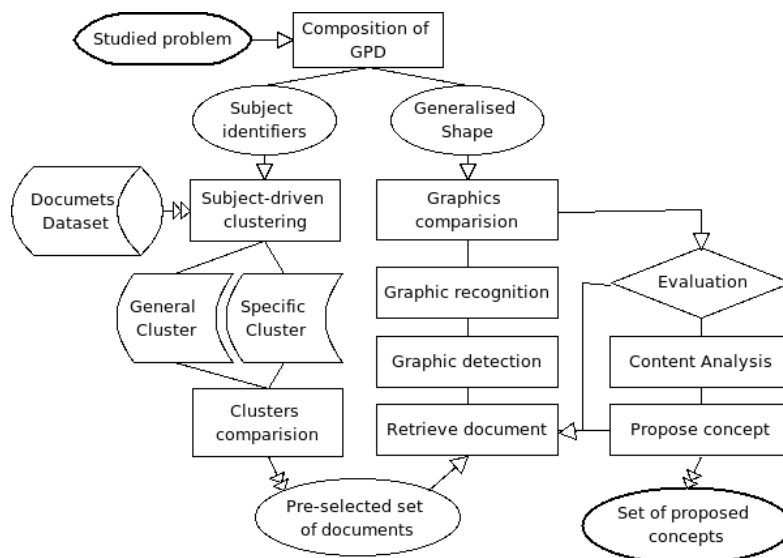 Studied problem
Composition of
GPD
Subject
identifiers
Generalised
Shape
Documets
Dataset
Subject-driven
clustering
Graphics
comparision
General
Cluster
Specific
Cluster
Graphic recognition
Evaluation
Graphic detection
Content Analysis
Clusters
comparision
Retrieve document
Propose concept
Pre-selected set
of documents
Set of proposed
concepts